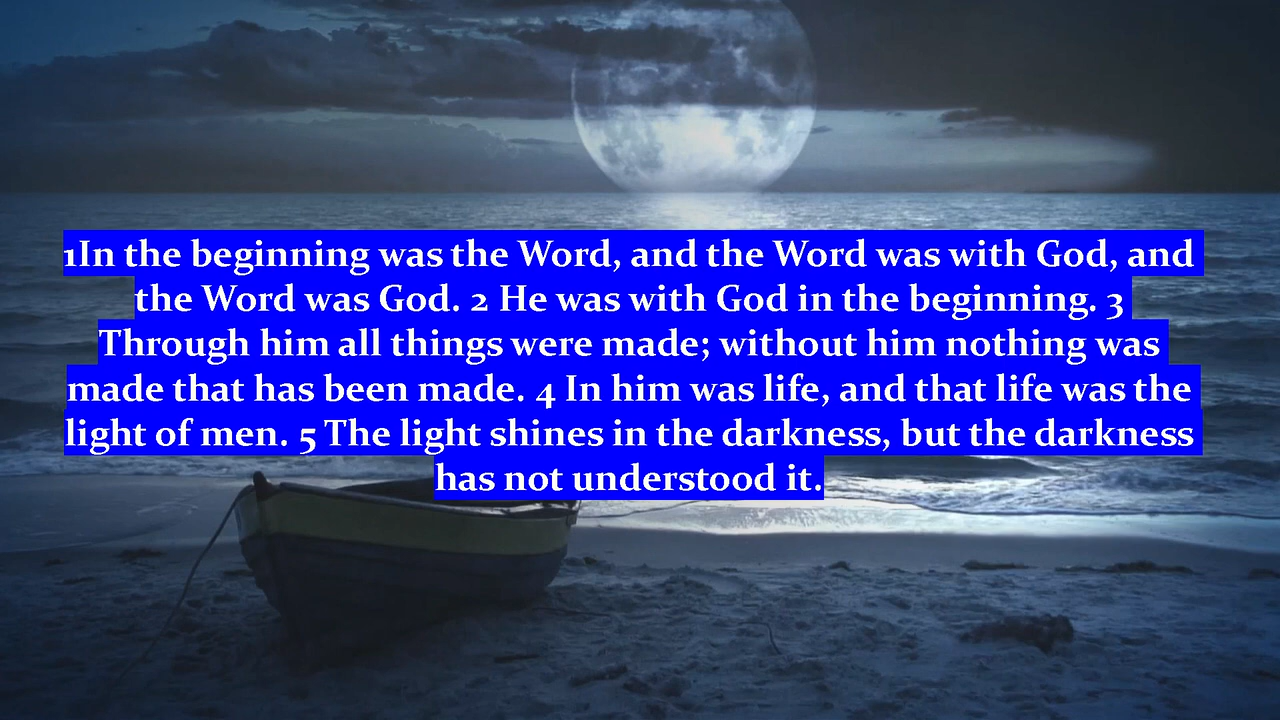 1In the beginning was the Word, and the Word was with God, and
the Word was God. 2 He was with God in the beginning. 3
Through him all things were made; without him nothing was
made that has been made. 4 In him was life, and that life was the
light of men. 5 The light shines in the darkness, but the darkness
has not understood it.